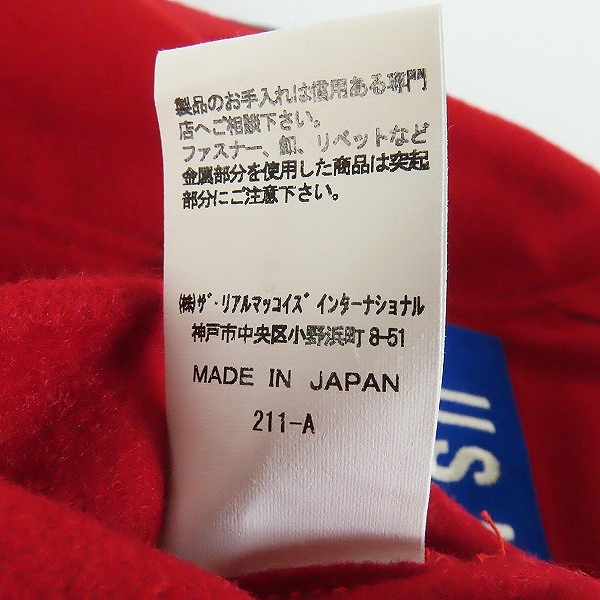 製品のお手入れは信用ある専門
店へご相談下さい。
ファスナー、釦、リベットなど
金属部分を使用した商品は突起
部分にご注意下さい。
(株)ザ・リアルマッコイズ インターナショナル
神戸市中央区小野浜町 8-51
MADE IN JAPAN
211-A